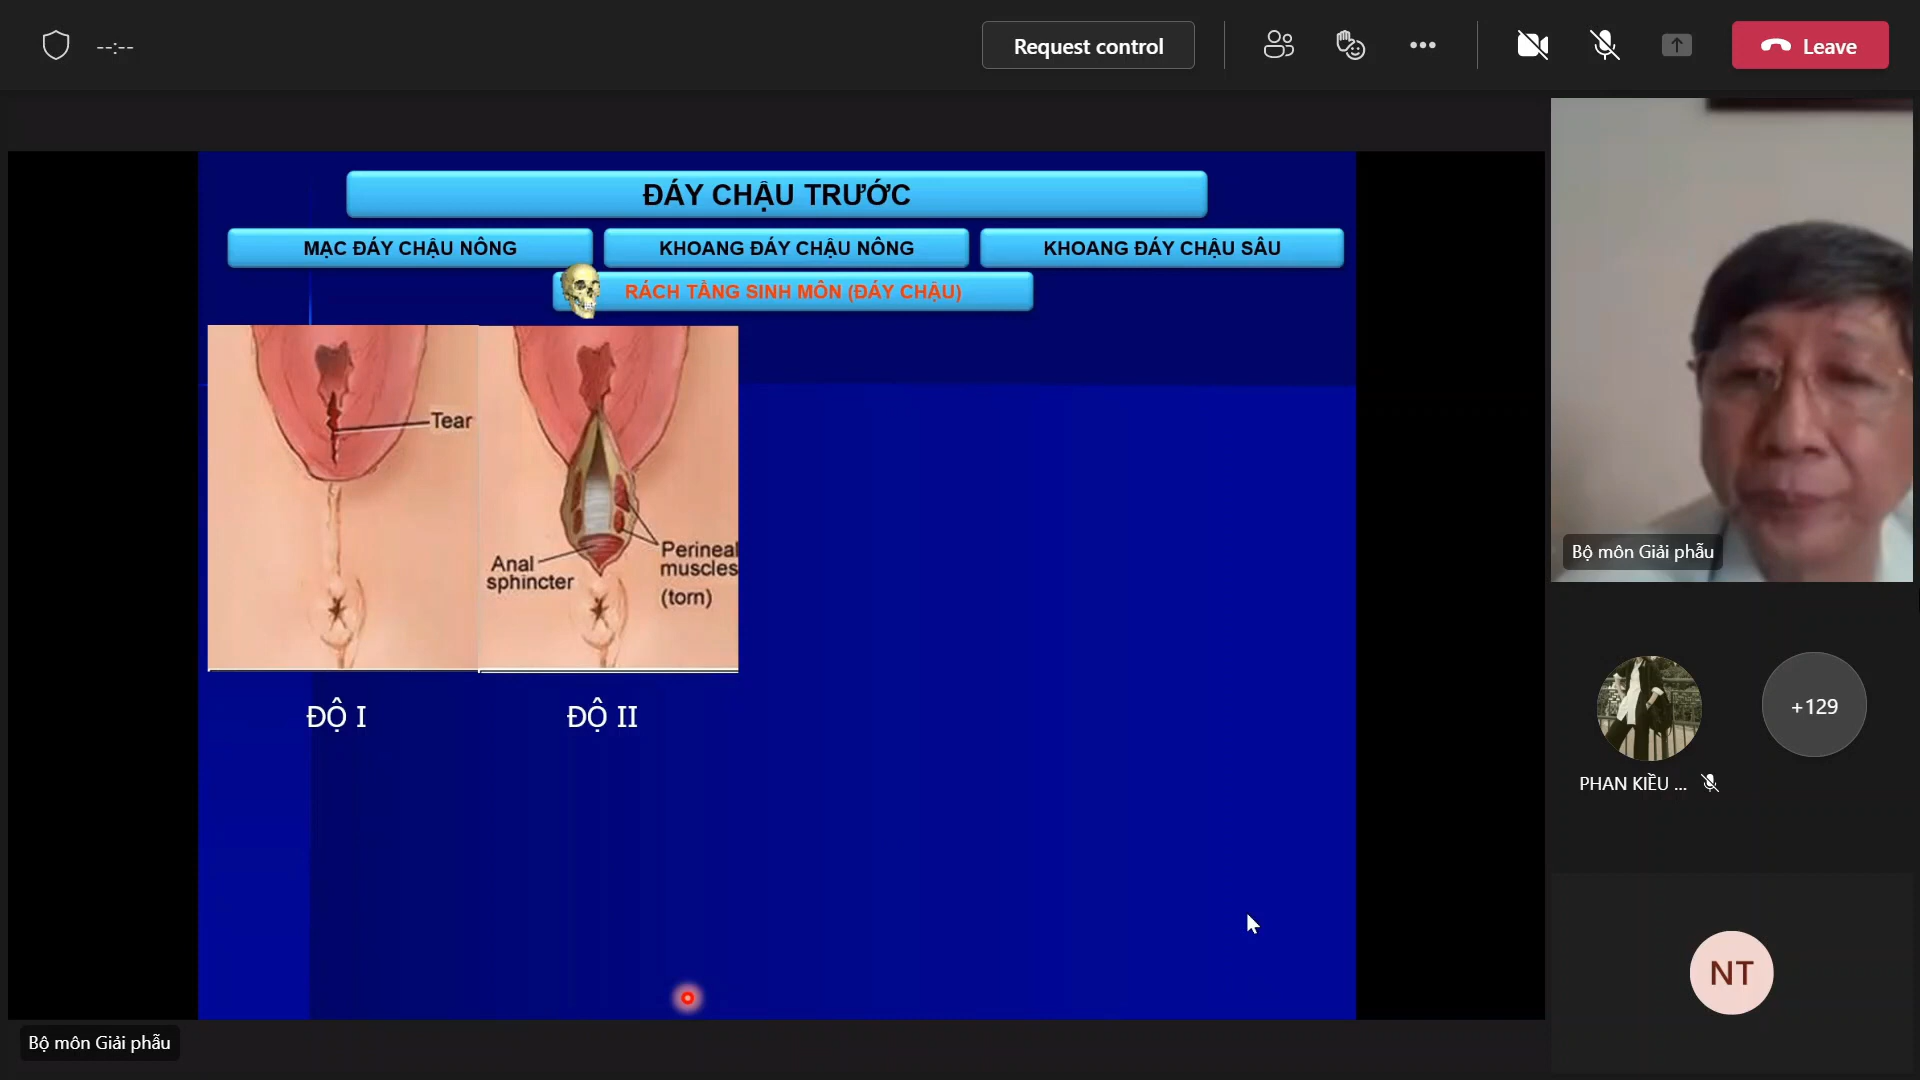 --:--
Request control
Leave
ĐÁY CHẬU TRƯỚC
MẠC ĐÁY CHẬU NÔNG
KHOANG ĐÁY CHẬU NÔNG
KHOANG ĐÁY CHẬU SÂU
RÁCH TẦNG SINH MÔN (ĐÁY CHẬU)
Tear
Anal
sphincter
Perineal
muscles
(torn)
ĐỘ I
ĐỘ II
Bộ môn Giải phẫu
+129
PHAN KIỀU ...
NT
Bộ môn Giải phẫu